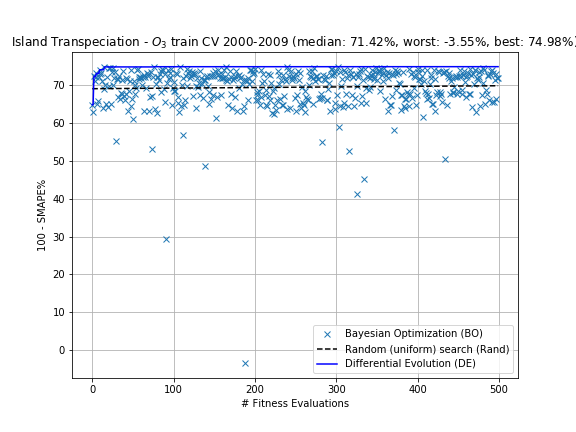 Island Transpeciation - O3 train CV 2000-2009 (median: 71.42%, worst: -3.55%, best: 74.98%)
100 - SMAPE%
70
60
50
40
30
20
10
0
Bayesian Optimization (BO)
Random (uniform) search (Rand)
Differential Evolution (DE)
0 100 200 300 400 500
# Fitness Evaluations